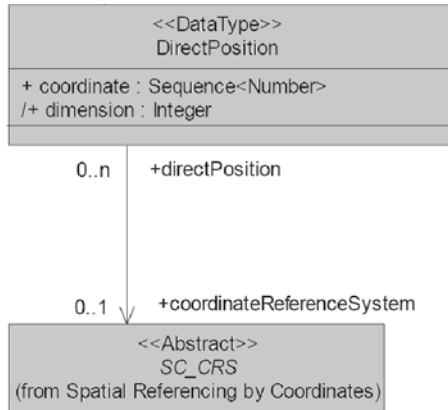 <<DataType>>
DirectPosition
+ coordinate : Sequence<Number>
/+ dimension : Integer
0..n +directPosition
0..1 +coordinateReferenceSystem
<<Abstract>>
SC_CRS
(from Spatial Referencing by Coordinates)